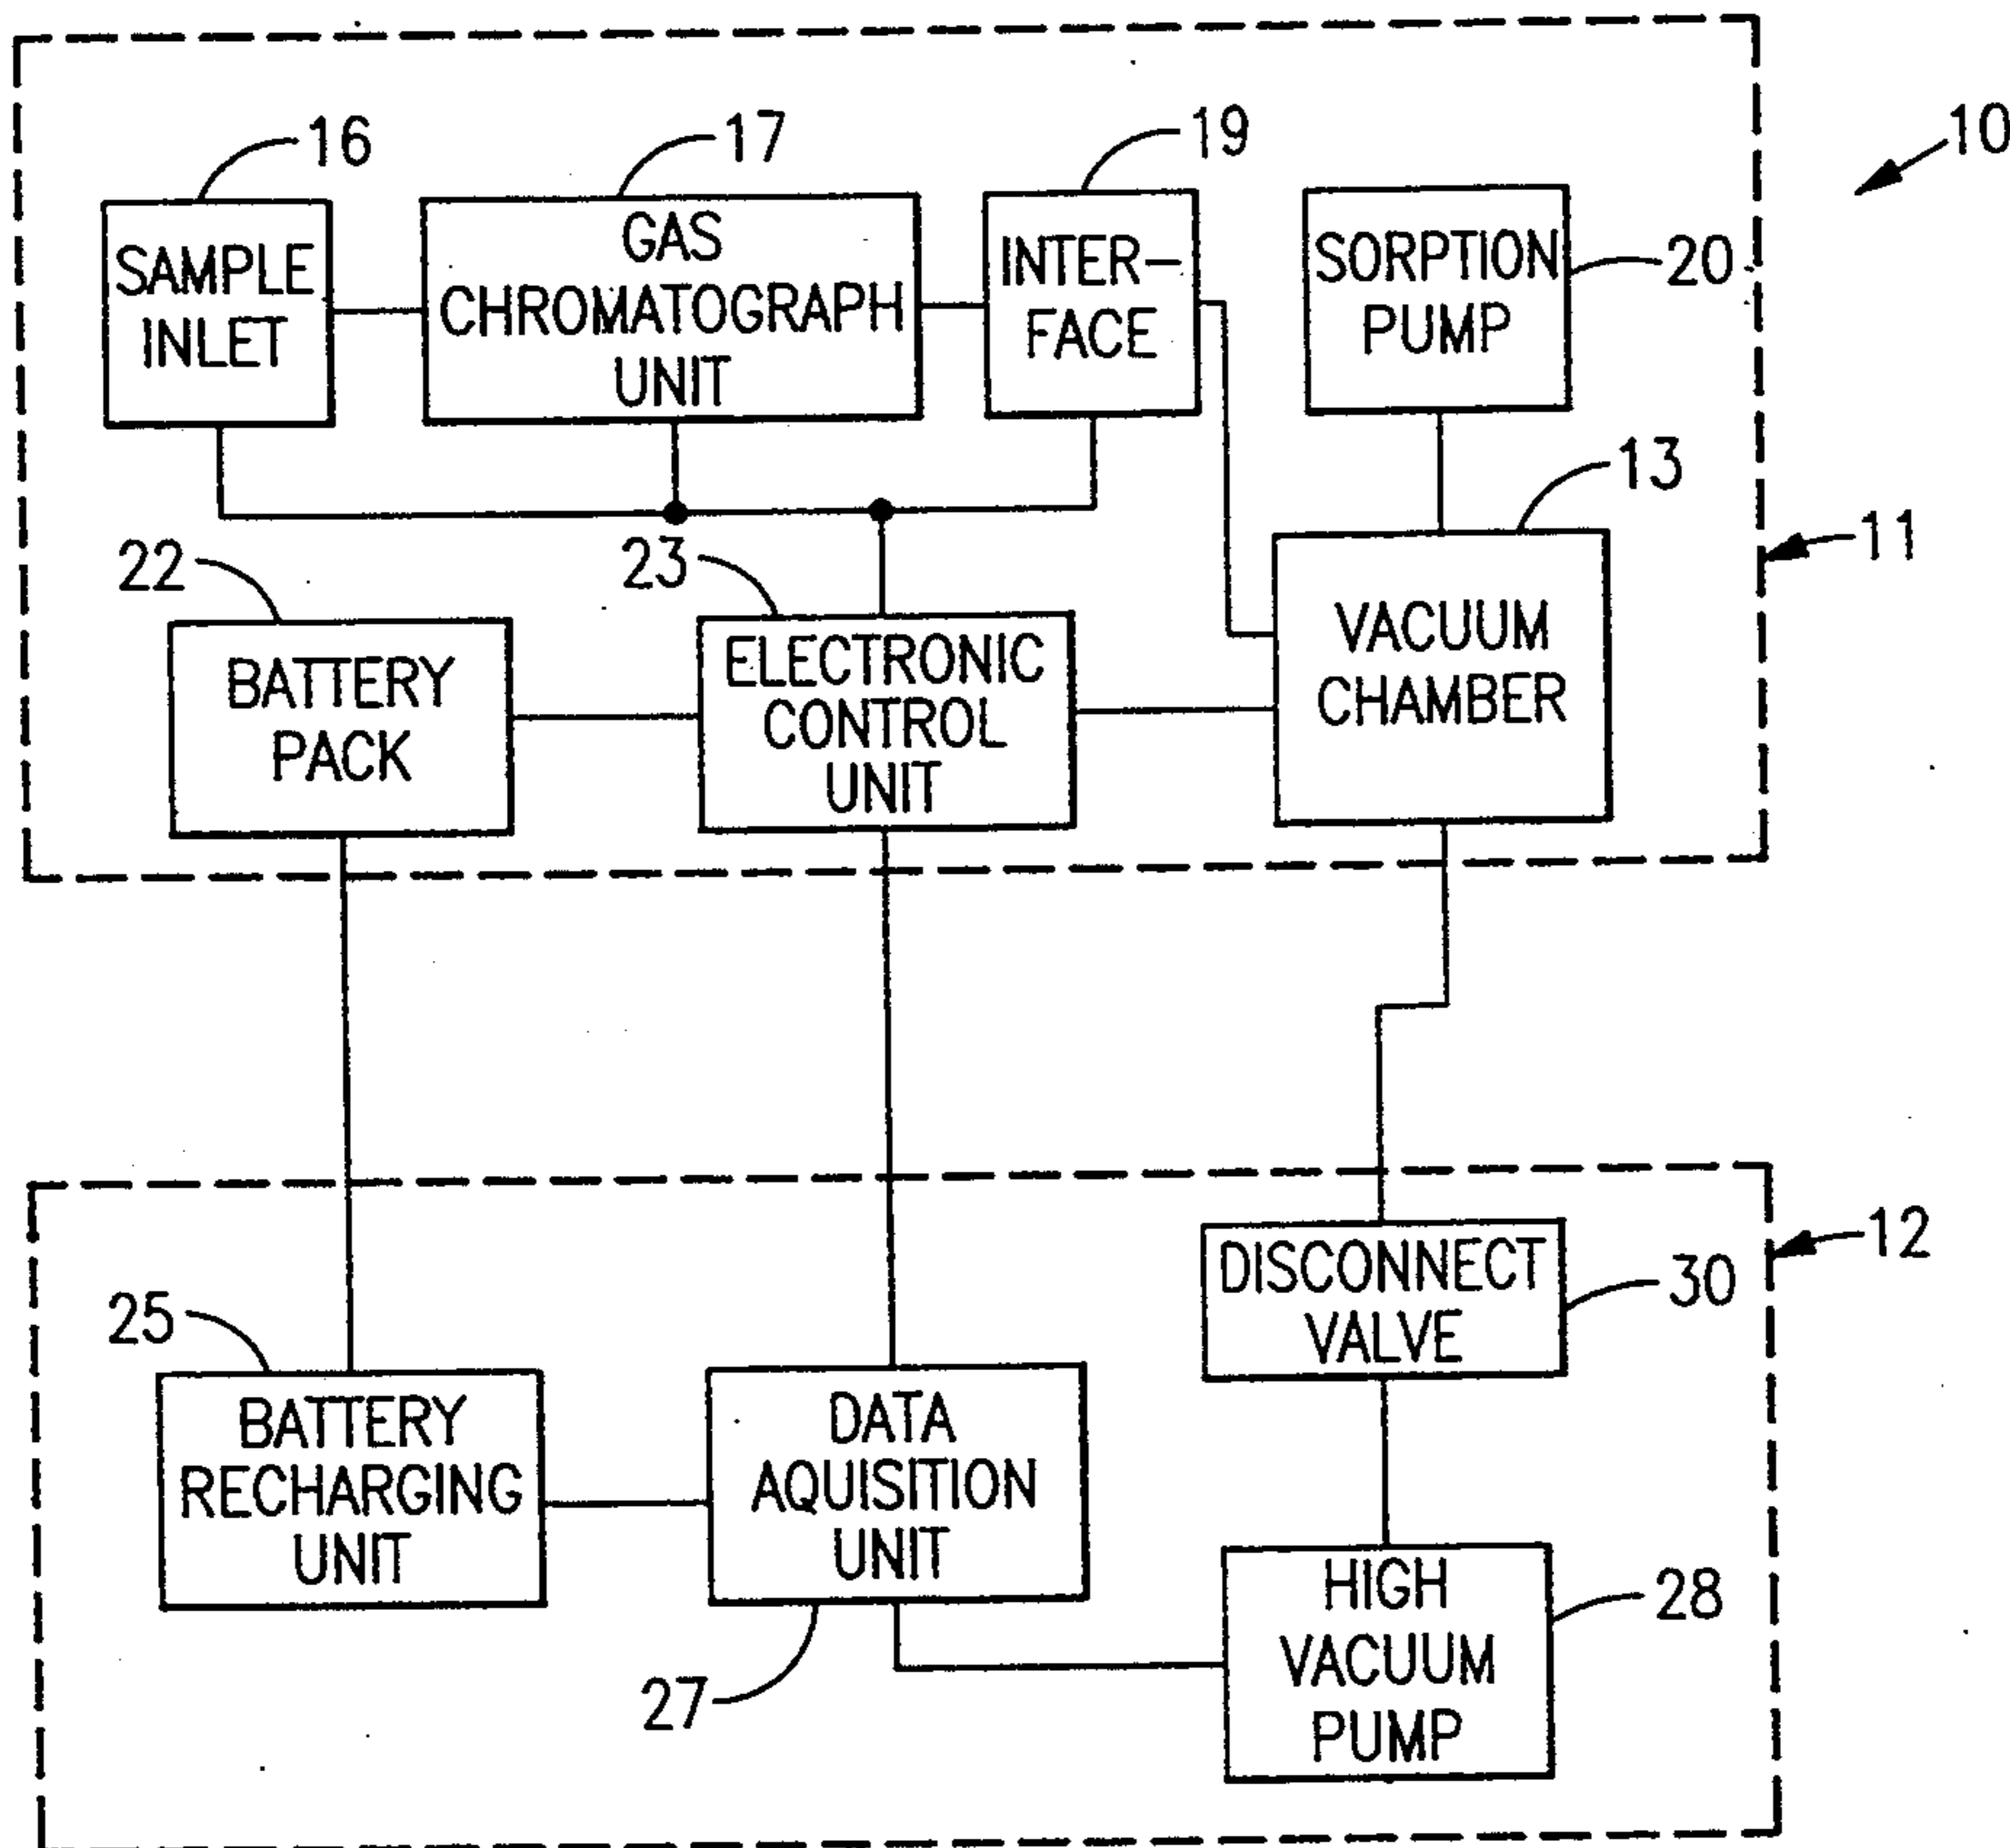 16
17
19
10
SAMPLE
INLET
GAS
CHROMATOGRAPH
UNIT
INTER-
FACE
SORPTION
PUMP
20
13
11
22
23
BATTERY
PACK
ELECTRONIC
CONTROL
UNIT
VACUUM
CHAMBER
12
DISCONNECT
VALVE
30
25
BATTERY
RECHARGING
UNIT
DATA
AQUISITION
UNIT
27
HIGH
VACUUM
PUMP
28